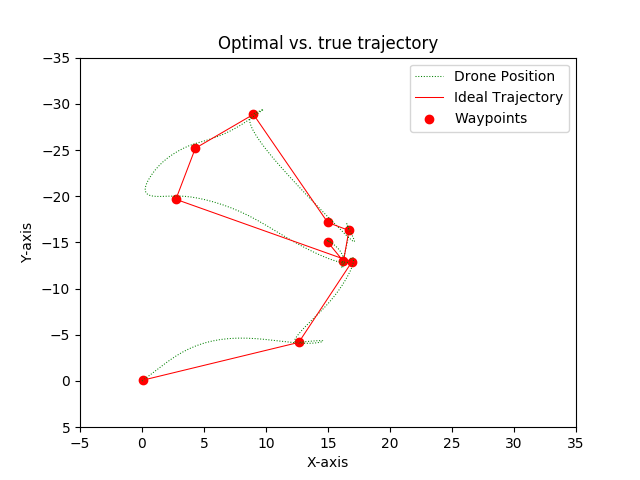 Optimal vs. true trajectory
Drone Position
Ideal Trajectory
Waypoints
Y-axis
−35
−30
−25
−20
−15
−10
−5
0
5
−5 0 5 10 15 20 25 30 35
X-axis